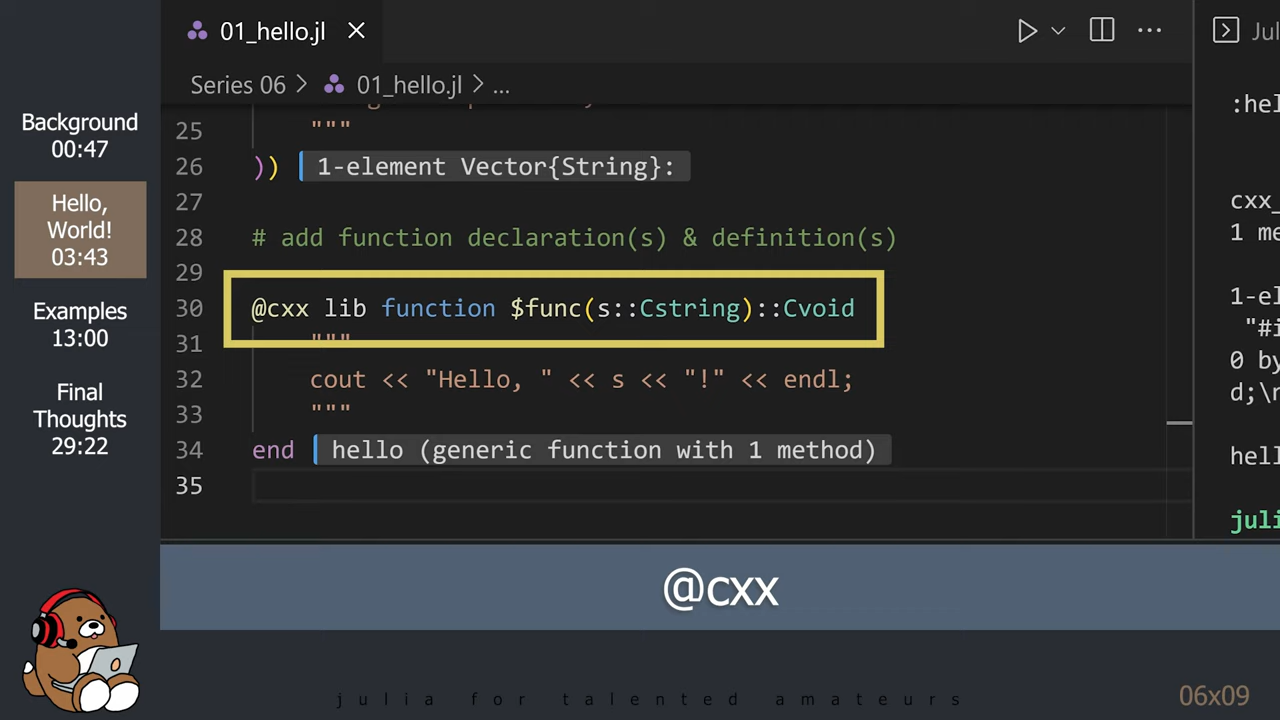 01_hello.jl
Series 06 > 01_hello.jl > ...
Background
00:47
Hello,
World!
03:43
Examples
13:00
Final
Thoughts
29:22
25 """
26 )) 1-element Vector{String}:
27
28 # add function declaration(s) & definition(s)
29
30 @cxx lib function $func(s::Cstring)::Cvoid
31 """
32 cout << "Hello, " << s << "!" << endl;
33 """
34 end hello (generic function with 1 method)
35
:hel
cxx_
1 me
1-el
"#i
0 by
d;\n
hell
juli
@cxx
julia for talented amateurs
06x09